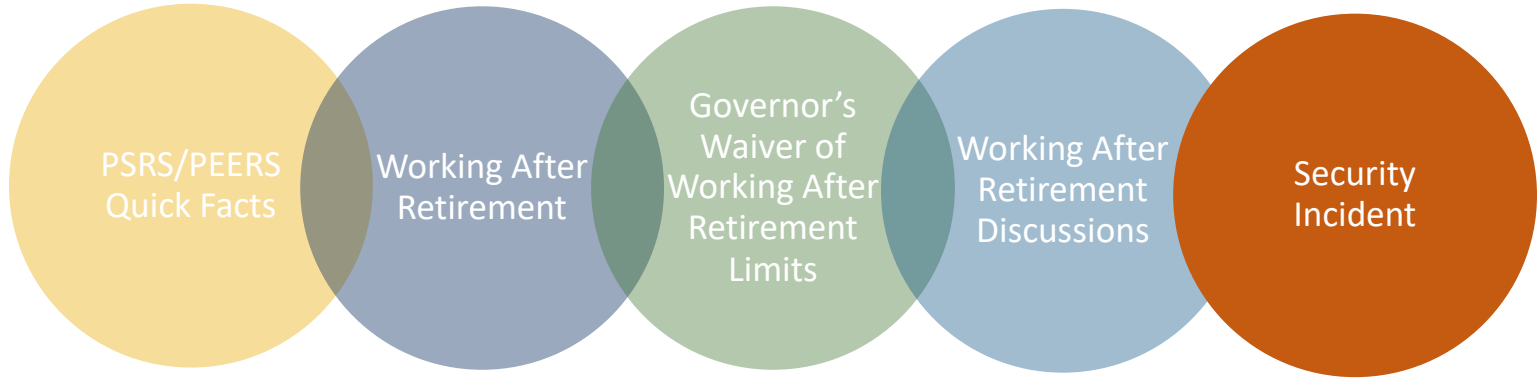 PSRS/PEERS
Quick Facts
Working After
Retirement
Governor’s
Waiver of
Working After
Retirement
Limits
Working After
Retirement
Discussions
Security
Incident